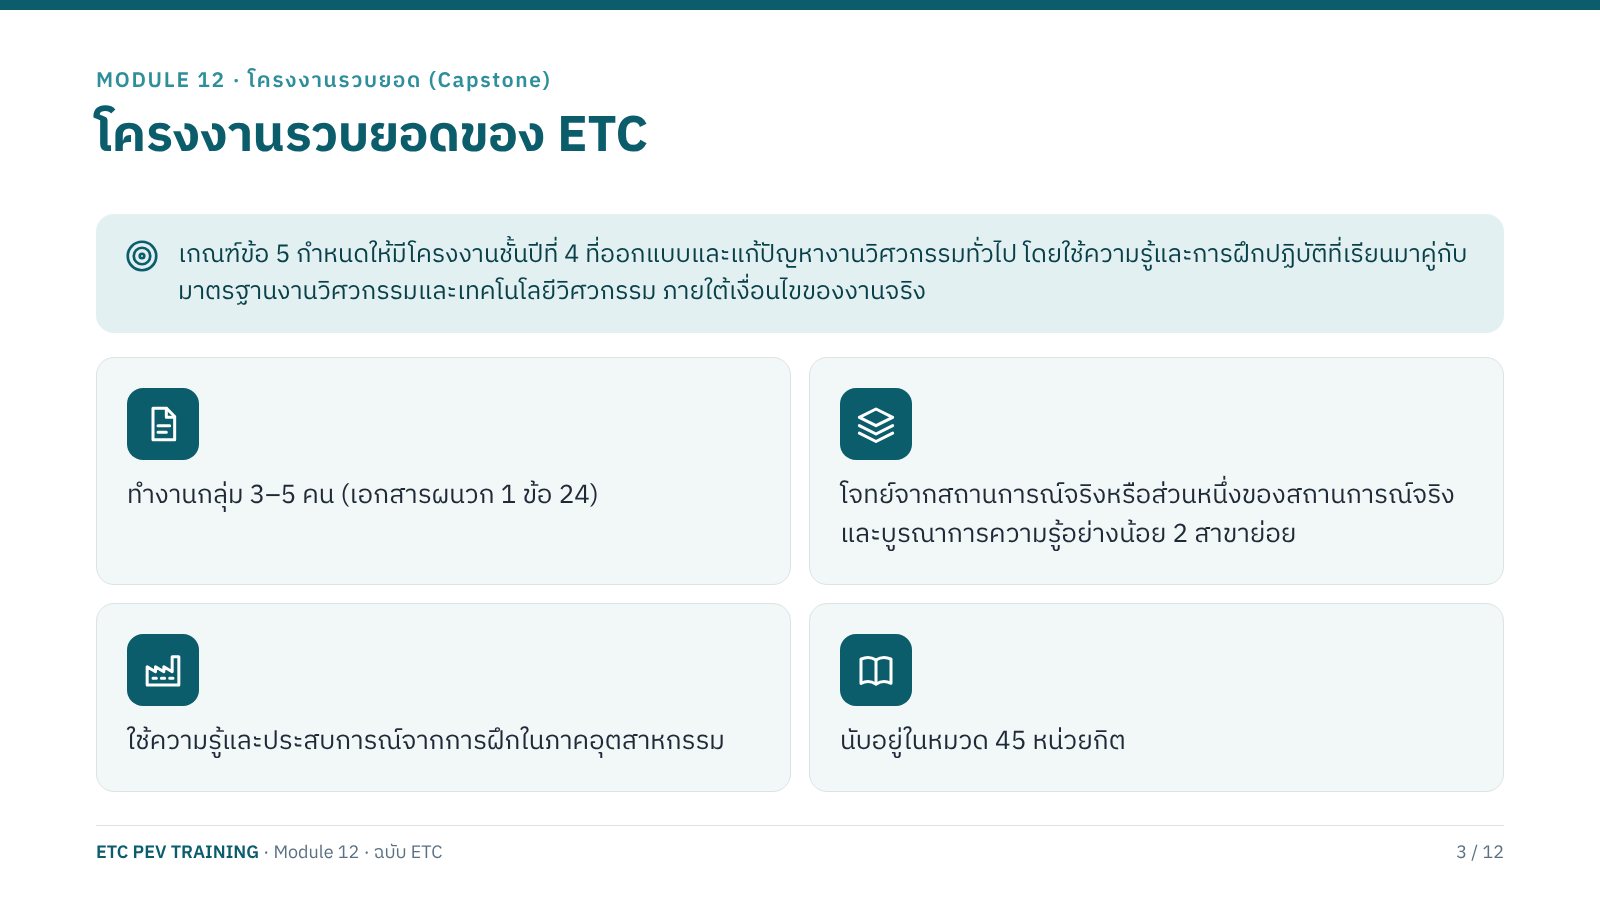 MODULE 12 · โครงงานรวบยอด (Capstone)
โครงงานรวบยอดของ ETC
เกณฑ์ข้อ 5 กำหนดให้มีโครงงานชั้นปีที่ 4 ที่ออกแบบและแก้ปัญหางานวิศวกรรมทั่วไป โดยใช้ความรู้และการฝึกปฏิบัติที่เรียนมาคู่กับ
มาตรฐานงานวิศวกรรมและเทคโนโลยีวิศวกรรม ภายใต้เงื่อนไขของงานจริง
ทำงานกลุ่ม 3–5 คน (เอกสารผนวก 1 ข้อ 24)
โจทย์จากสถานการณ์จริงหรือส่วนหนึ่งของสถานการณ์จริง
และบูรณาการความรู้อย่างน้อย 2 สาขาย่อย
ใช้ความรู้และประสบการณ์จากการฝึกในภาคอุตสาหกรรม
นับอยู่ในหมวด 45 หน่วยกิต
ETC PEV TRAINING · Module 12 · ฉบับ ETC
3 / 12